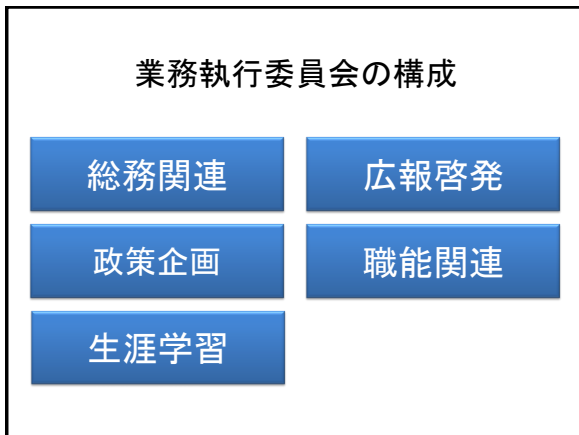 業務執行委員会の構成
総務関連
広報啓発
政策企画
職能関連
生涯学習